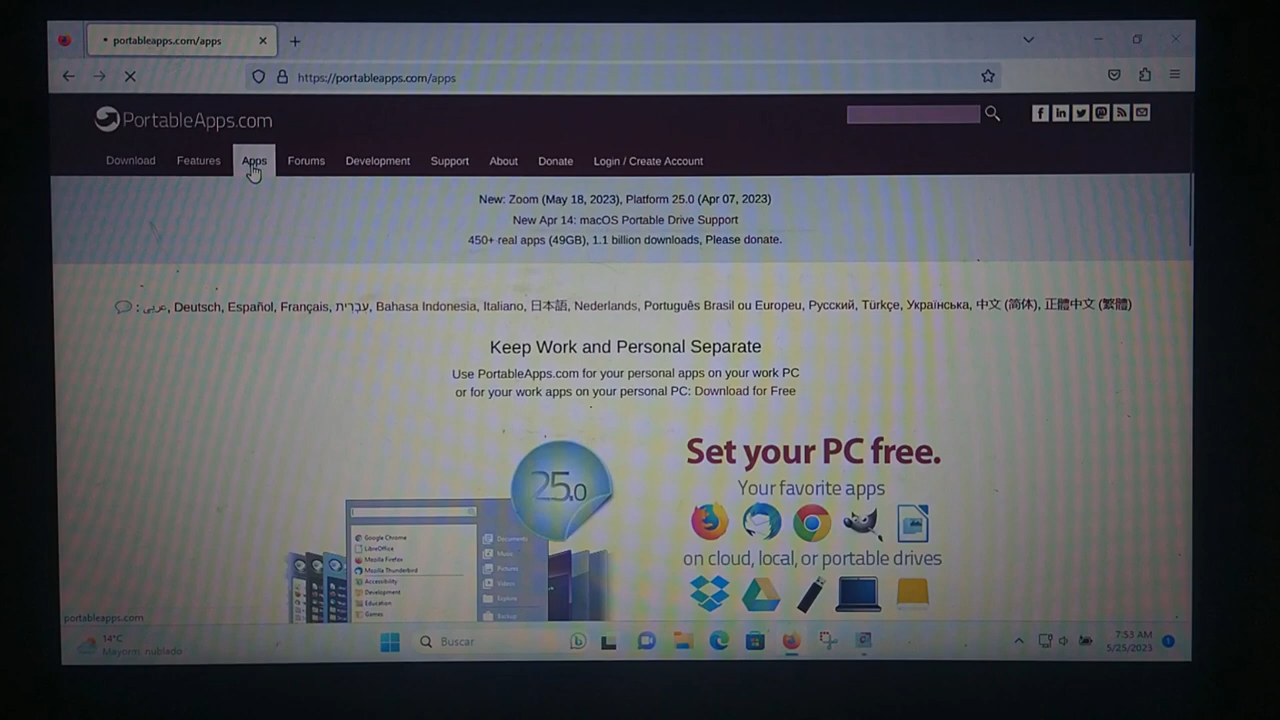 portableapps.com/apps
https://portableapps.com/apps
PortableApps.com
Download Features Apps Forums Development Support About Donate Login / Create Account
New: Zoom (May 18, 2023), Platform 25.0 (Apr 07, 2023)
New Apr 14: macOS Portable Drive Support
450+ real apps (49GB), 1.1 billion downloads, Please donate.
: عربى, Deutsch, Español, Français, עִבְרִית, Bahasa Indonesia, Italiano, 日本語, Nederlands, Português Brasil ou Europeu, Русский, Türkçe, Українська, 中文 (简体), 正體中文 (繁體)
Keep Work and Personal Separate
Use PortableApps.com for your personal apps on your work PC
or for your work apps on your personal PC: Download for Free
25.0
Google Chrome
LibreOffice
Mozilla Firefox
Mozilla Thunderbird
Accessibility
Development
Education
Games
Documents
Music
Pictures
Videos
Explore
Backup
Set your PC free.
Your favorite apps
on cloud, local, or portable drives
portableapps.com
14°C
Mayorm. nublado
Buscar
7:53 AM
5/25/2023
1